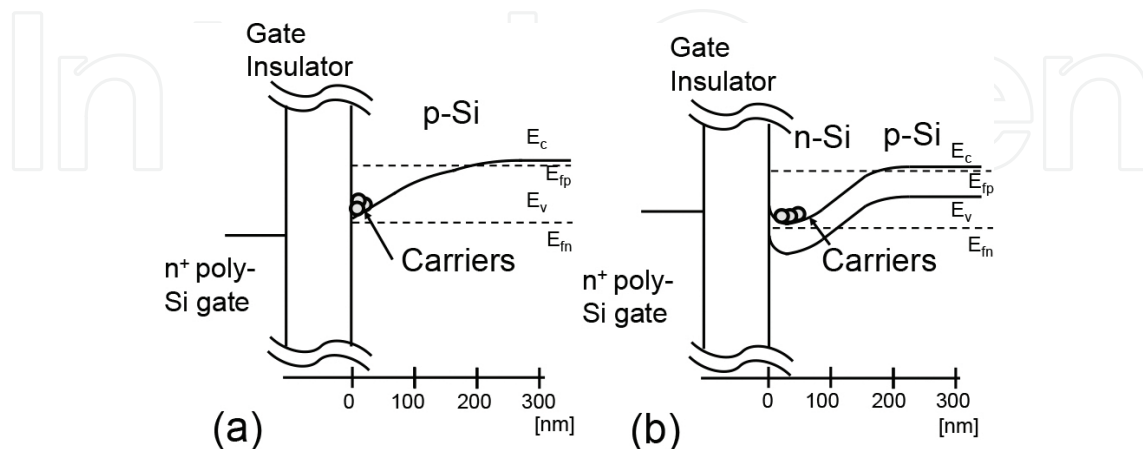 Gate
Insulator
p-Si
E_c
E_fp
E_v
E_fn
Carriers
n⁺ poly-
Si gate
0 100 200 300
[nm]
(a)
Gate
Insulator
n-Si p-Si
E_c
E_fp
E_v
E_fn
Carriers
n⁺ poly-
Si gate
0 100 200 300
[nm]
(b)